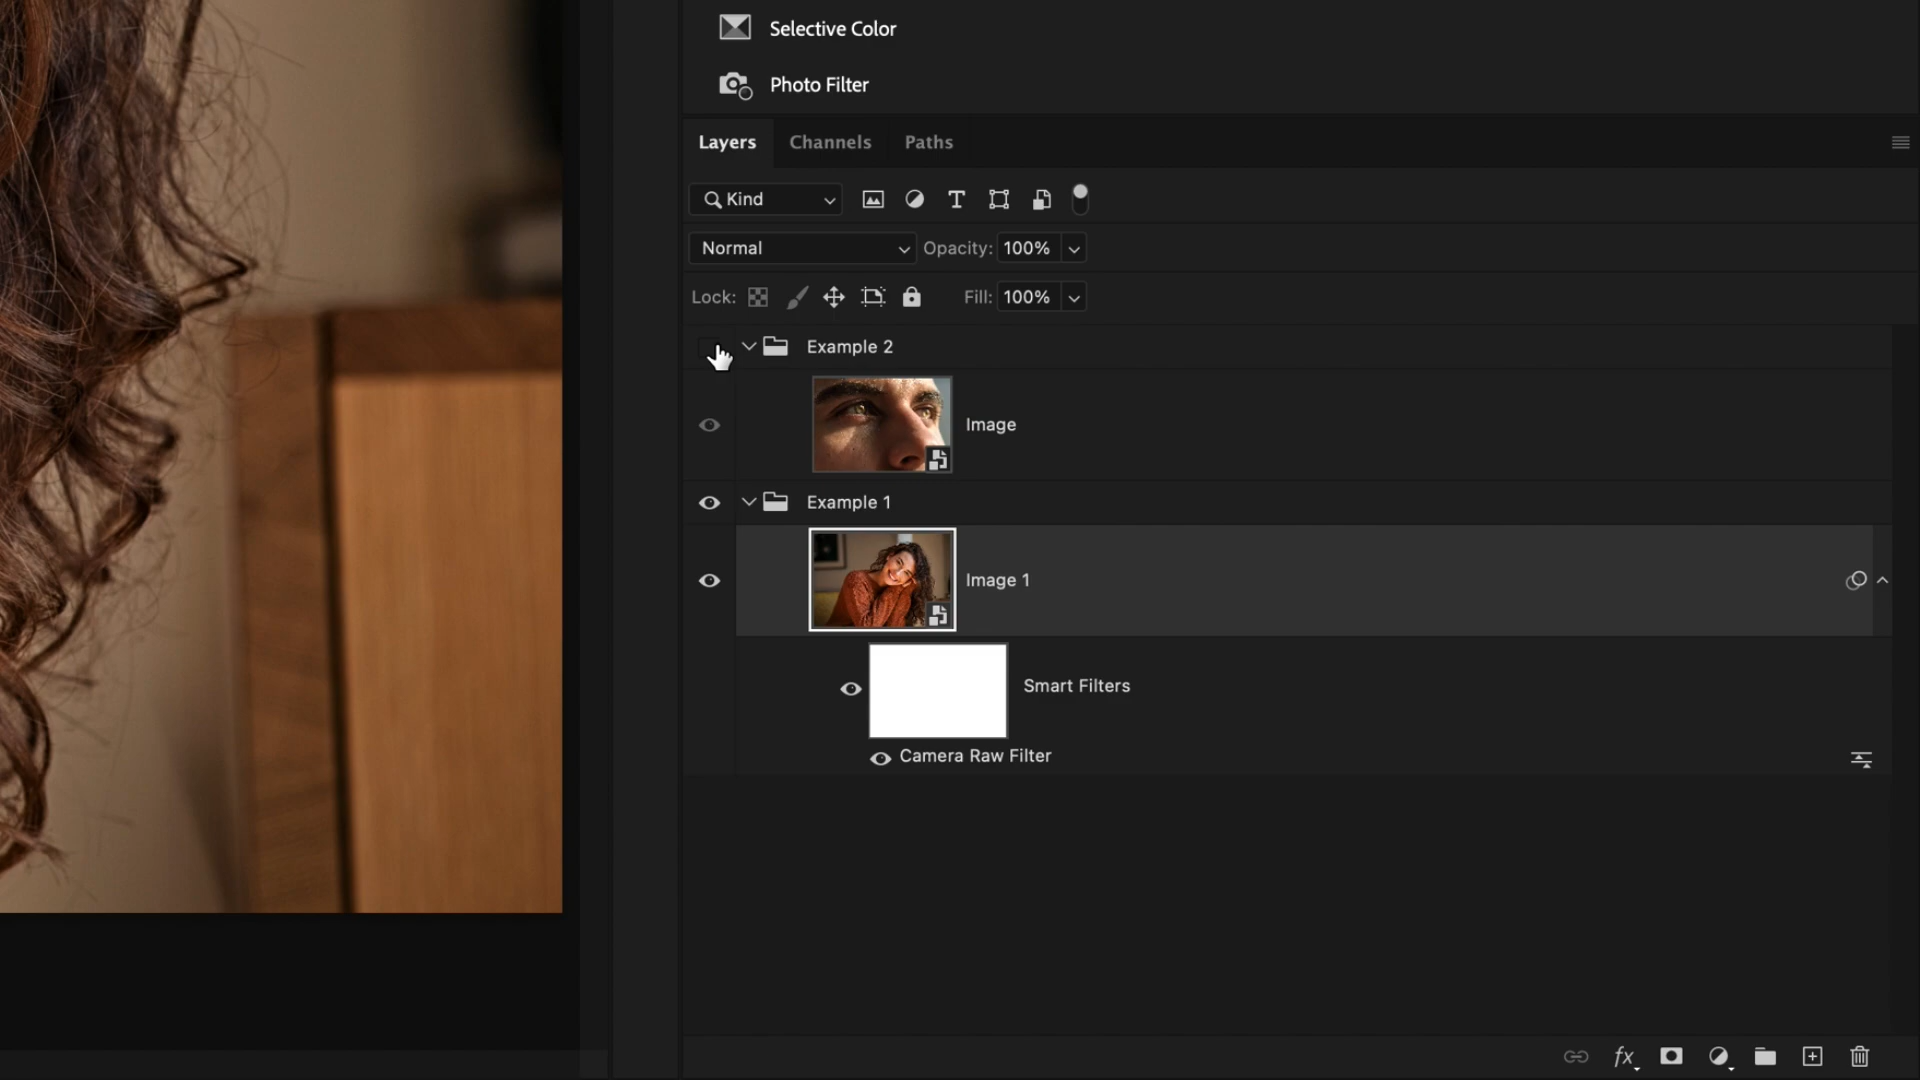 Selective Color
Photo Filter
Layers Channels Paths
Kind
Normal Opacity: 100%
Lock: Fill: 100%
Example 2
Image
Example 1
Image 1
Smart Filters
Camera Raw Filter
fx